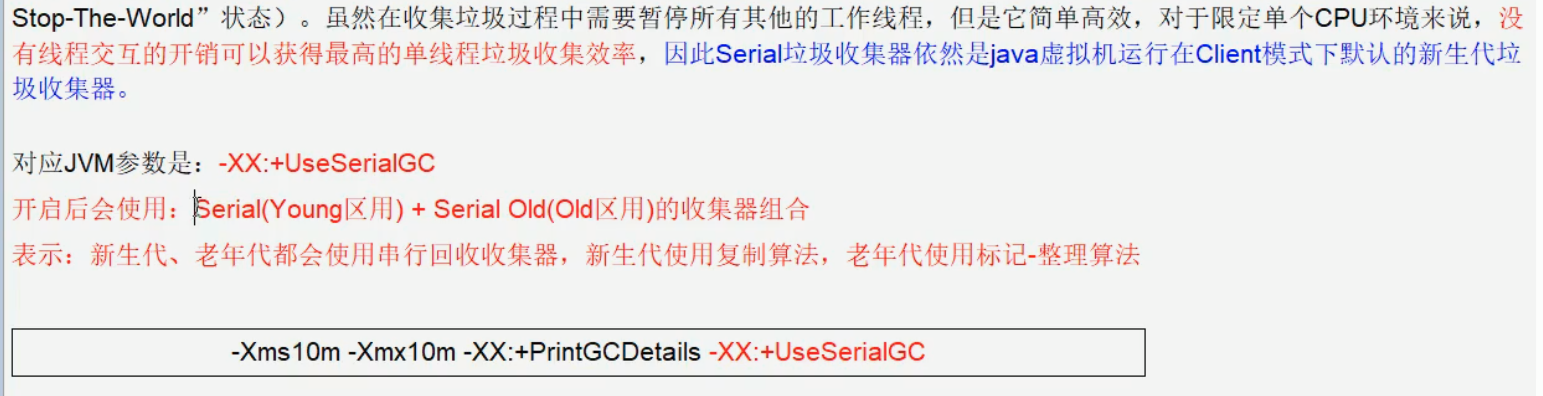 Stop-The-World”状态）。虽然在收集垃圾过程中需要暂停所有其他的工作线程，但是它简单高效，对于限定单个CPU环境来说，没
有线程交互的开销可以获得最高的单线程垃圾收集效率，因此Serial垃圾收集器依然是java虚拟机运行在Client模式下默认的新生代垃
圾收集器。
对应JVM参数是：-XX:+UseSerialGC
开启后会使用：Serial(Young区用) + Serial Old(Old区用)的收集器组合
表示：新生代、老年代都会使用串行回收收集器，新生代使用复制算法，老年代使用标记-整理算法
-Xms10m -Xmx10m -XX:+PrintGCDetails -XX:+UseSerialGC